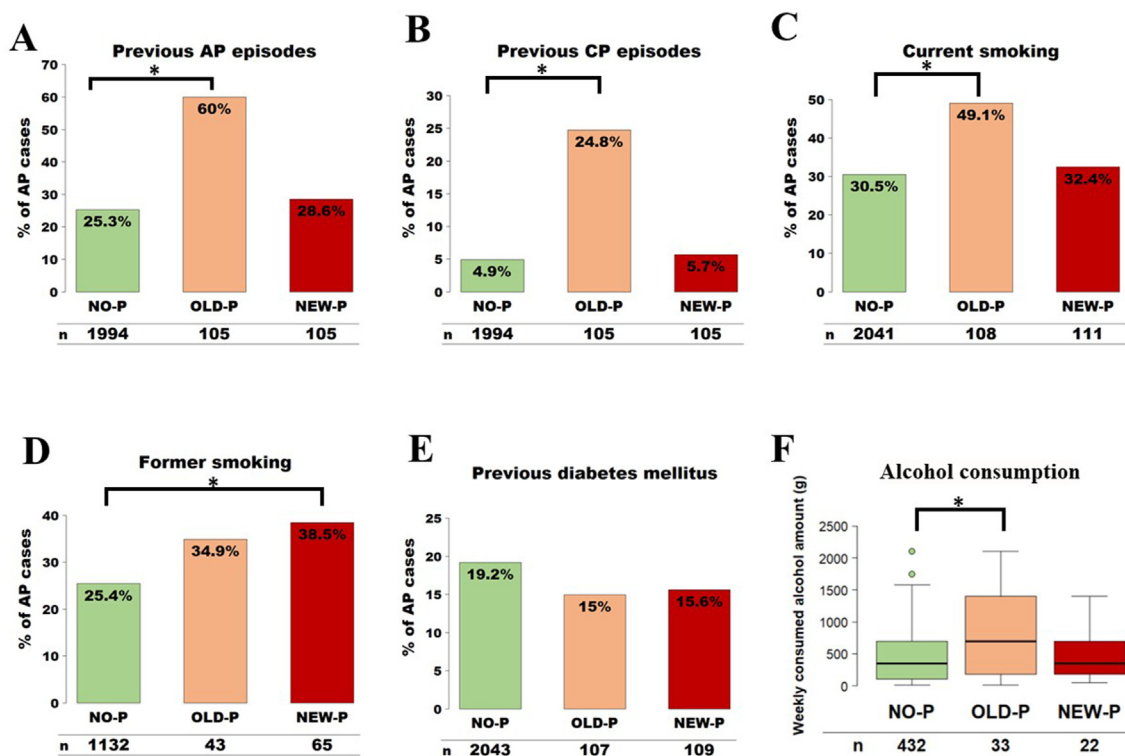 A
Previous AP episodes
*
% of AP cases
70
60
50
40
30
20
10
0
25.3%
60%
28.6%
NO-P OLD-P NEW-P
n 1994 105 105
B
Previous CP episodes
*
% of AP cases
30
25
20
15
10
5
0
4.9%
24.8%
5.7%
NO-P OLD-P NEW-P
n 1994 105 105
C
Current smoking
*
% of AP cases
50
40
30
20
10
0
30.5%
49.1%
32.4%
NO-P OLD-P NEW-P
n 2041 108 111
D
Former smoking
*
% of AP cases
40
30
20
10
0
25.4%
34.9%
38.5%
NO-P OLD-P NEW-P
n 1132 43 65
E
Previous diabetes mellitus
% of AP cases
25
20
15
10
5
0
19.2%
15%
15.6%
NO-P OLD-P NEW-P
n 2043 107 109
F
Alcohol consumption
*
Weekly consumed alcohol amount (g)
2500
2000
1500
1000
500
0
NO-P OLD-P NEW-P
n 432 33 22